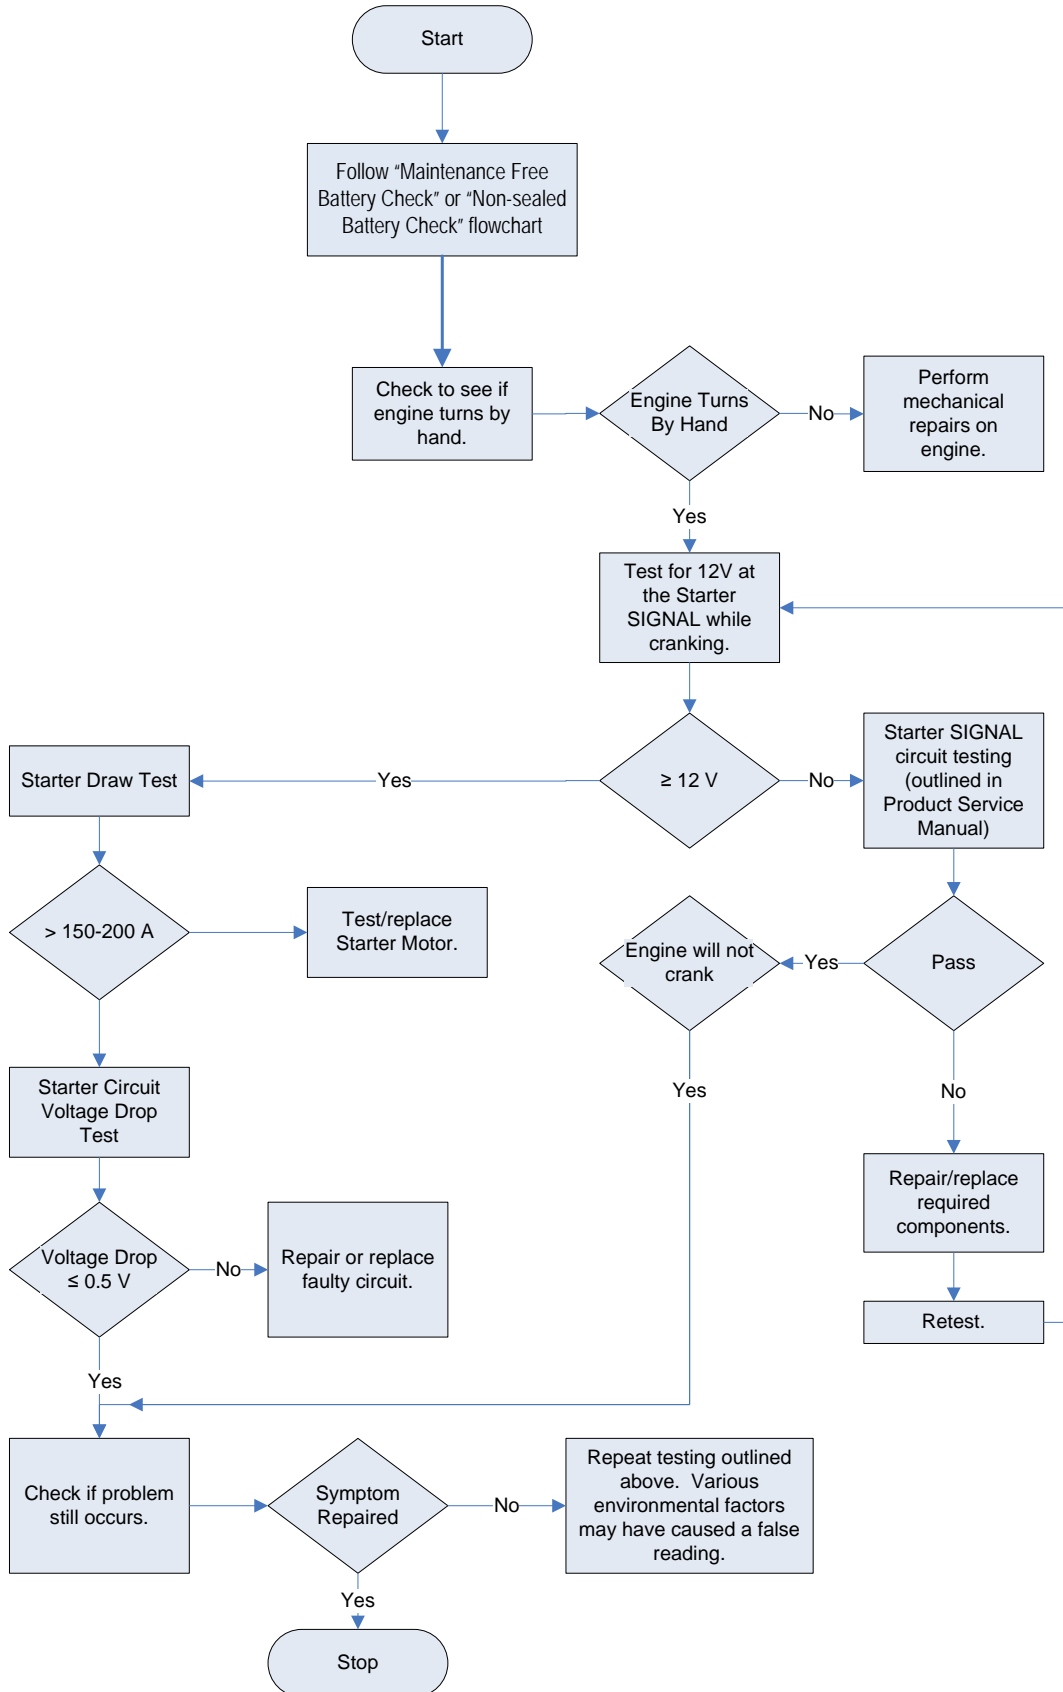 Start
Follow “Maintenance Free
Battery Check” or “Non-sealed
Battery Check” flowchart
Check to see if
engine turns by
hand.
Engine Turns
By Hand
No
Perform
mechanical
repairs on
engine.
Yes
Test for 12V at
the Starter
SIGNAL while
cranking.
≥ 12 V
No
Starter SIGNAL
circuit testing
(outlined in
Product Service
Manual)
Yes
Starter Draw Test
> 150-200 A
Test/replace
Starter Motor.
Engine will not
crank
Yes
Pass
No
Yes
Starter Circuit
Voltage Drop
Test
Repair/replace
required
components.
Retest.
Voltage Drop
≤ 0.5 V
No
Repair or replace
faulty circuit.
Yes
Check if problem
still occurs.
Symptom
Repaired
No
Repeat testing outlined
above.  Various
environmental factors
may have caused a false
reading.
Yes
Stop